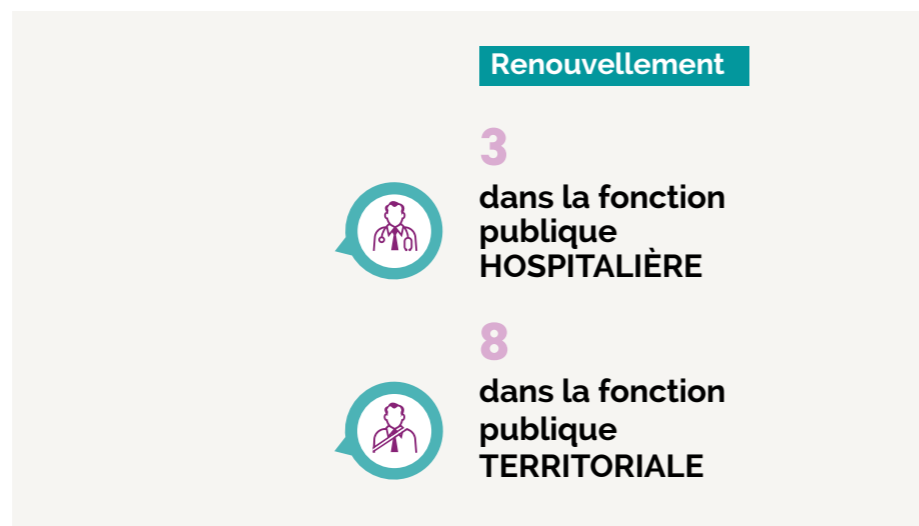 Renouvellement
3
dans la fonction
publique
HOSPITALIÈRE
8
dans la fonction
publique
TERRITORIALE